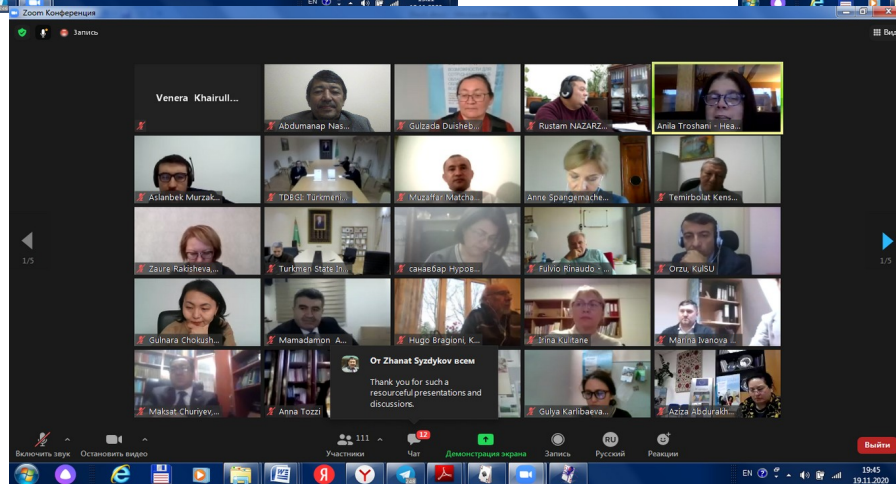 Zoom Конференция
Запись
Вид
Venera Khairull...
Abdumanap Nas...
Gulzada Duisheb...
Rustam NAZARZ...
Anila Troshani - Hea...
Aslanbek Murzak...
TDEGI: Türkmeni...
Muzaffar Matcha...
Anne Spangemache...
Temirbolat Kens...
1/5
1/5
Zaure Rakisheva,...
Turkmen State In...
санавбар Нуров...
Fulvio Rinaudo - ...
Orzu, KulSU
Gulnara Chokush...
Mamadamon A...
Hugo Bragioni, K...
Irina Kulitane
Marina Ivanova
Maksat Churiyev,...
Anna Tozzi
От Zhanat Syzdykov всем
Thank you for such a
resourceful presentations and
discussions.
Gulya Karlibaeva...
Aziza Abdurakh...
Включить звук
Остановить видео
111
Участники
12
Чат
Демонстрация экрана
Запись
RU
Русский
Реакции
Выйти
EN
19:45
19.11.2020